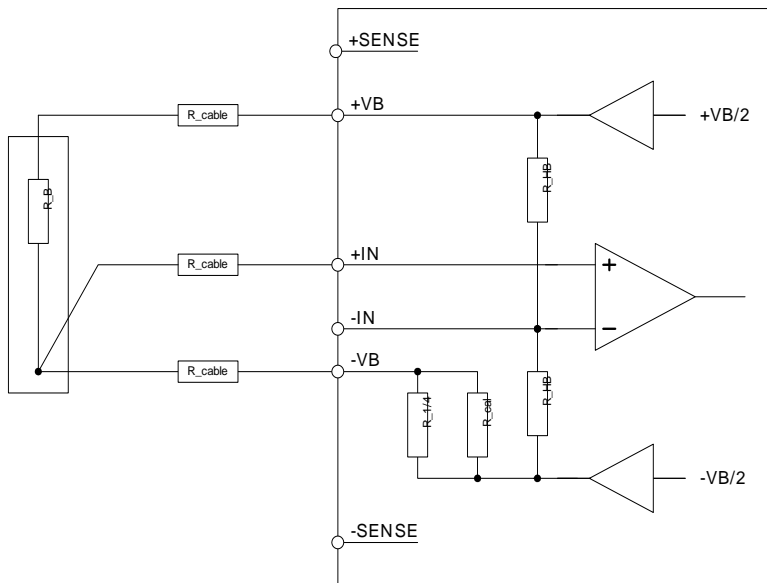 +SENSE
+VB
R_cable
+VB/2
R_HB
R_B
+IN
R_cable
+
-IN
−
-VB
R_cable
R_1/4
R_cal
R_HB
-VB/2
-SENSE